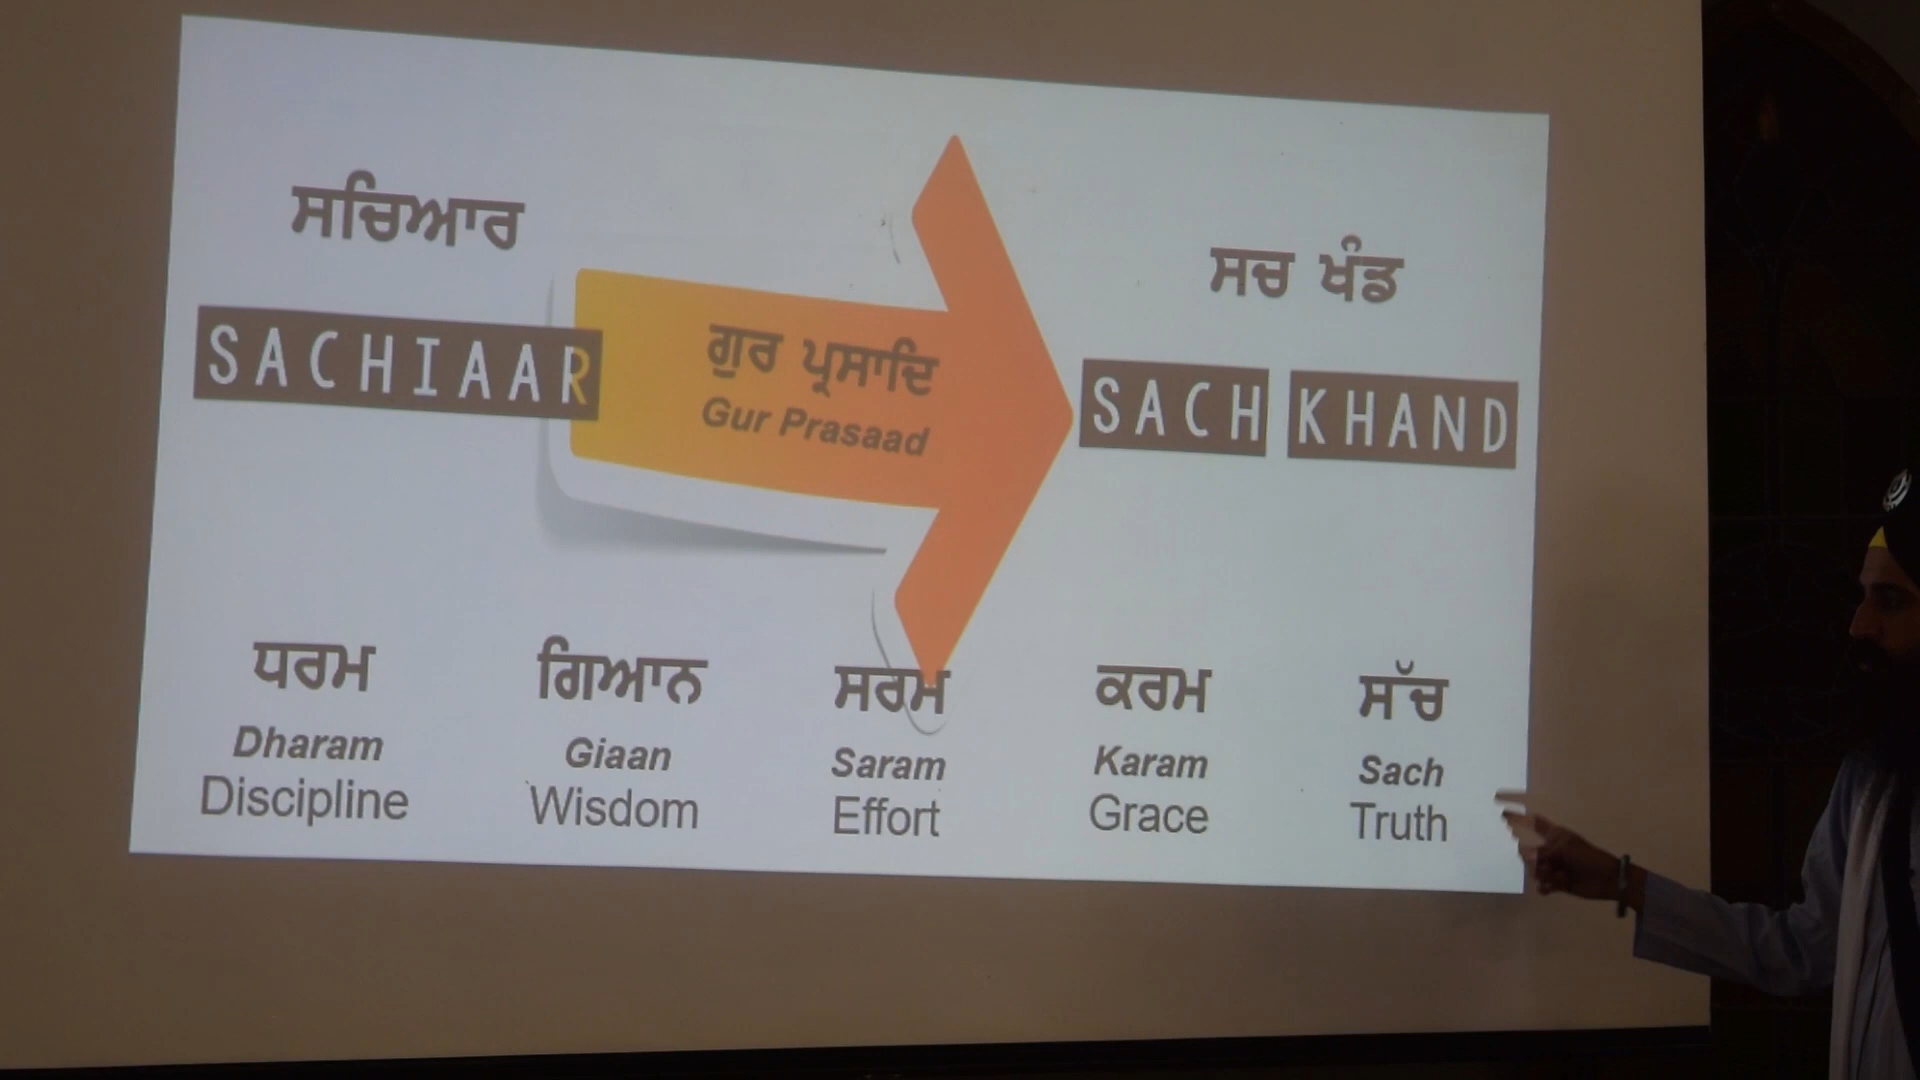 ਸਚਿਆਰ
SACHIAAR
ਗੁਰ ਪ੍ਰਸਾਦਿ
Gur Prasaad
ਸਚ ਖੰਡ
SACH KHAND
ਧਰਮ
Dharam
Discipline
ਗਿਆਨ
Giaan
Wisdom
ਸਰਮ
Saram
Effort
ਕਰਮ
Karam
Grace
ਸੱਚ
Sach
Truth